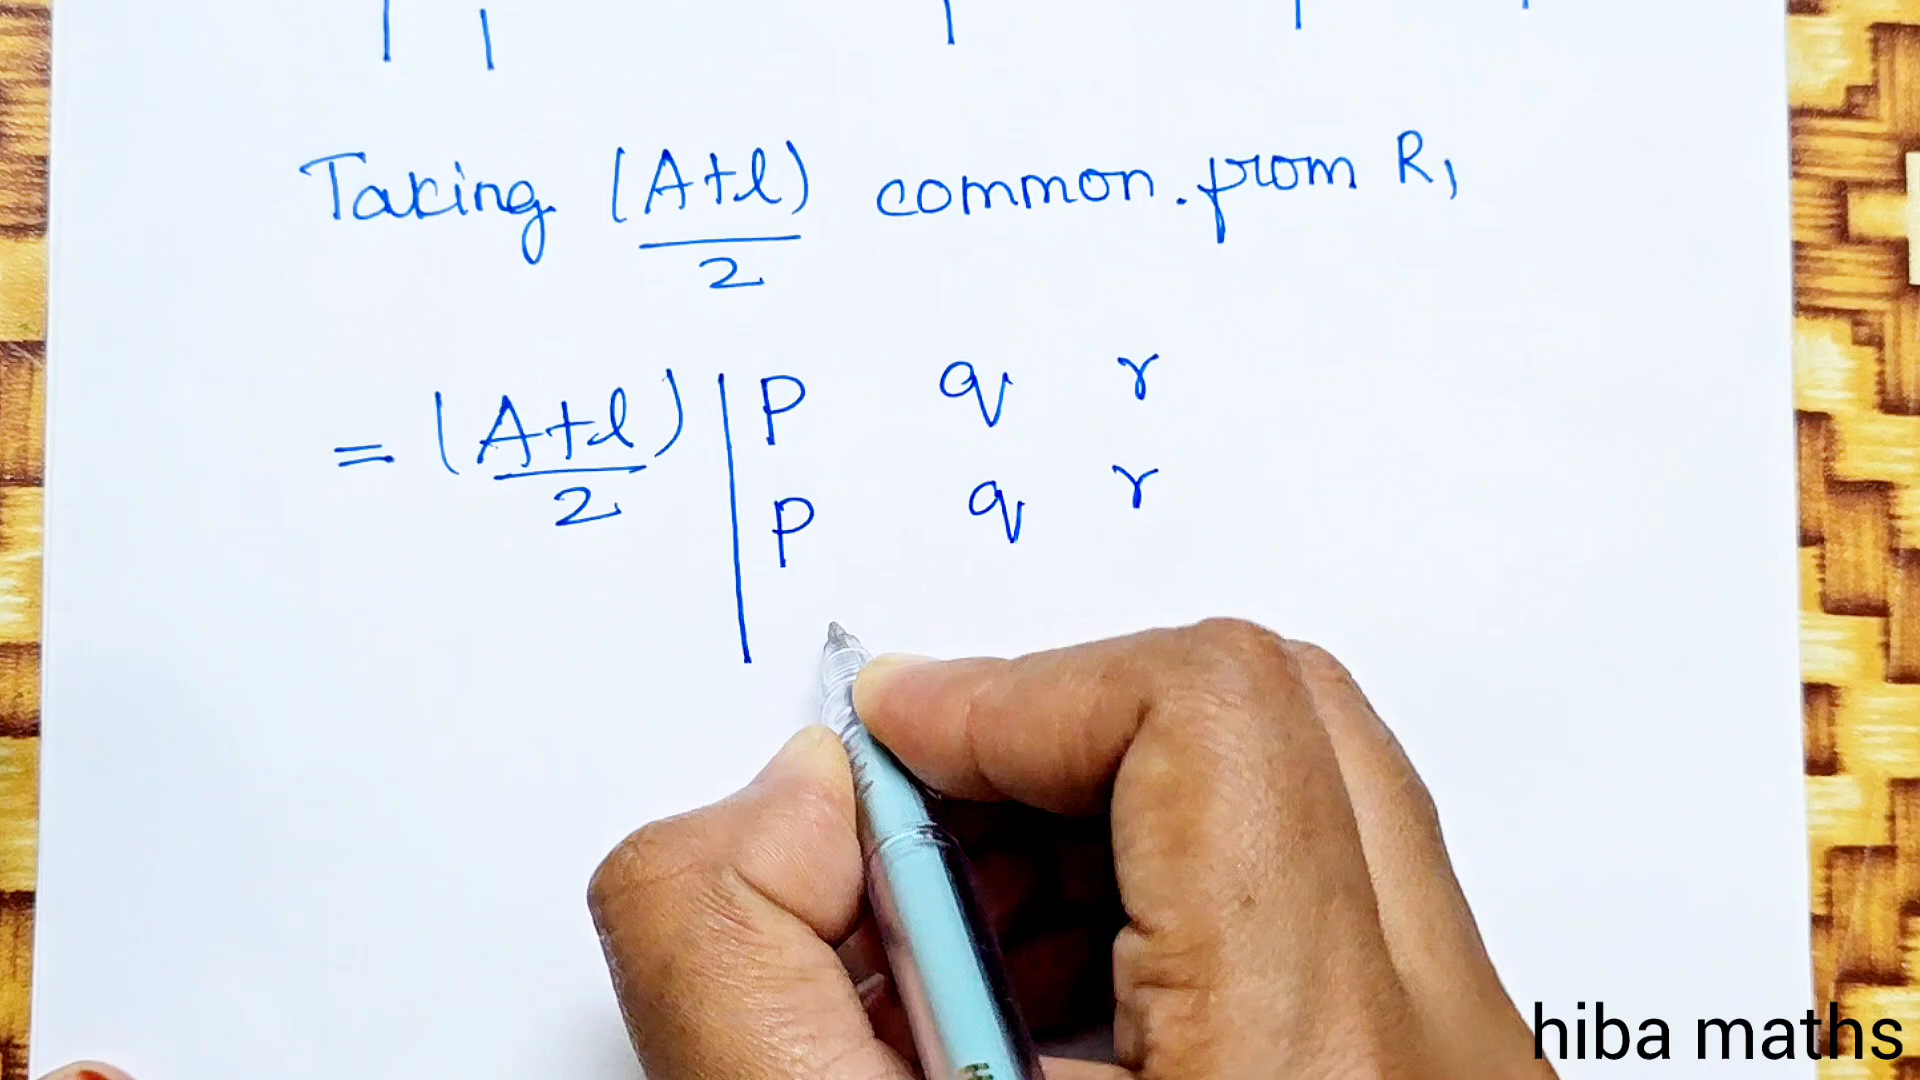 Taking (A+l)/2 common from R₁
= (A+l)/2 | p q r
p q r
hiba maths